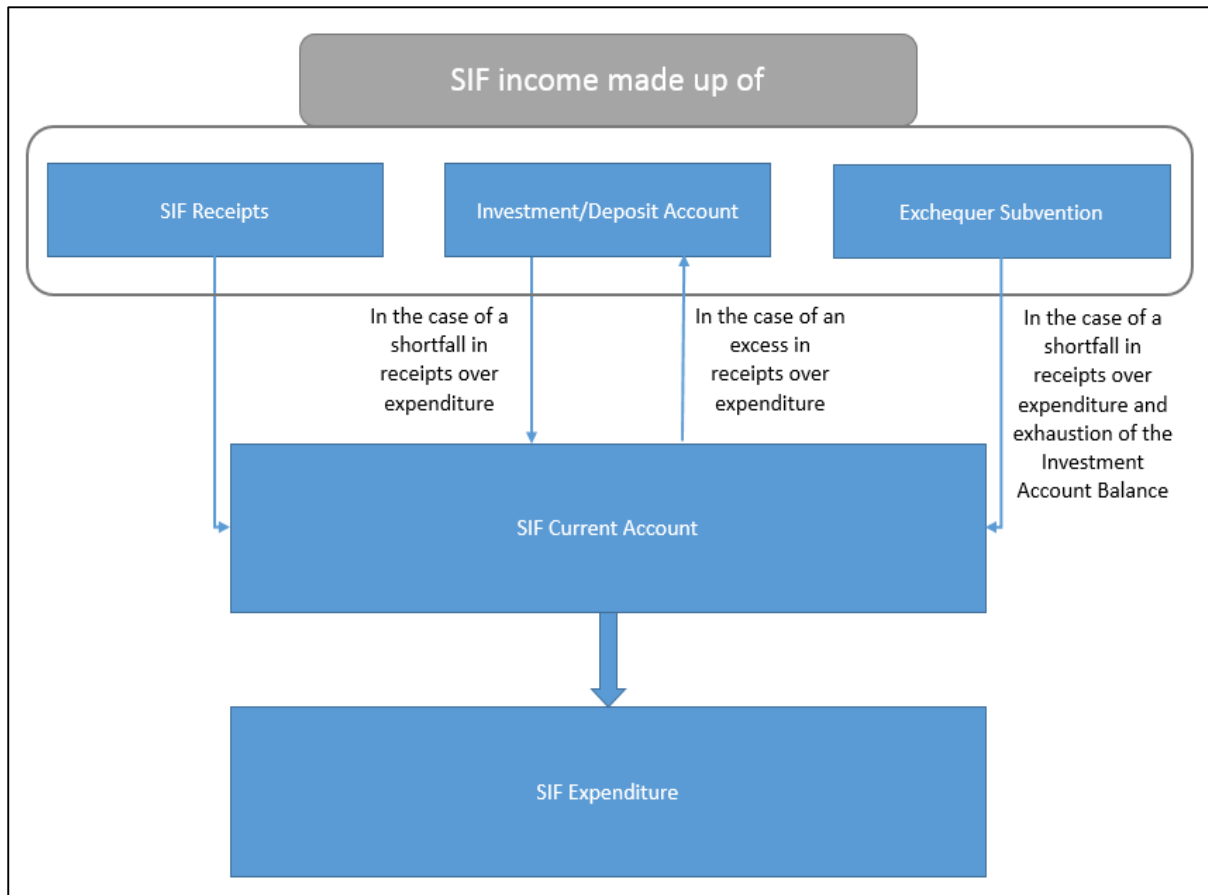 SIF income made up of
SIF Receipts
Investment/Deposit Account
Exchequer Subvention
In the case of a
shortfall in
receipts over
expenditure
In the case of an
excess in
receipts over
expenditure
In the case of a
shortfall in
receipts over
expenditure and
exhaustion of the
Investment
Account Balance
SIF Current Account
SIF Expenditure